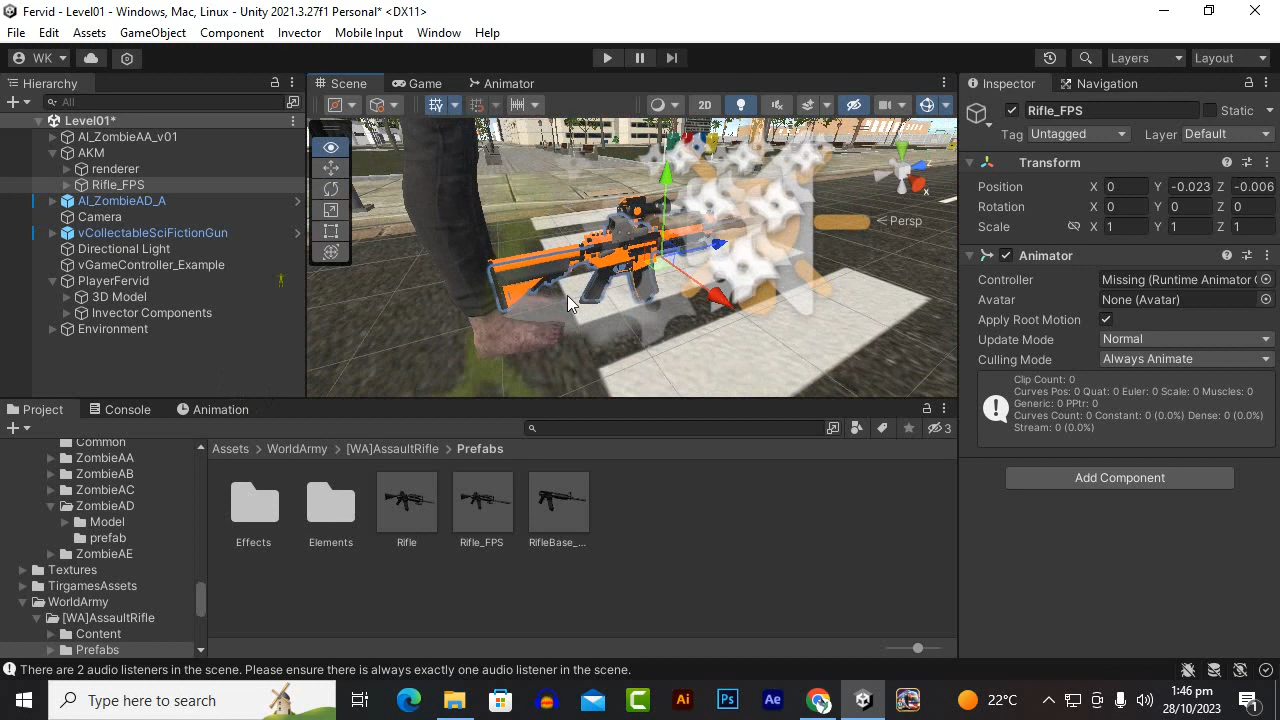 Fervid - Level01 - Windows, Mac, Linux - Unity 2021.3.27f1 Personal* <DX11>
File Edit Assets GameObject Component Invector Mobile Input Window Help
WK Layers Layout
Hierarchy
All
Level01*
AI_ZombieAA_v01
AKM
renderer
Rifle_FPS
AI_ZombieAD_A
Camera
vCollectableSciFictionGun
Directional Light
vGameController_Example
PlayerFervid
3D Model
Invector Components
Environment
Scene Game Animator
2D
z
x
Persp
Inspector Navigation
Rifle_FPS Static
Tag Untagged Layer Default
Transform
Position X 0 Y -0.023 Z -0.006
Rotation X 0 Y 0 Z 0
Scale X 1 Y 1 Z 1
Animator
Controller Missing (Runtime Animator C
Avatar None (Avatar)
Apply Root Motion
Update Mode Normal
Culling Mode Always Animate
Clip Count: 0
Curves Pos: 0 Quat: 0 Euler: 0 Scale: 0 Muscles: 0
Generic: 0 PPtr: 0
Curves Count: 0 Constant: 0 (0.0%) Dense: 0 (0.0%)
Stream: 0 (0.0%)
Add Component
Project Console Animation
3
Common
ZombieAA
ZombieAB
ZombieAC
ZombieAD
Model
prefab
ZombieAE
Textures
TirgamesAssets
WorldArmy
[WA]AssaultRifle
Content
Prefabs
Assets WorldArmy [WA]AssaultRifle Prefabs
Effects Elements Rifle Rifle_FPS RifleBase_...
There are 2 audio listeners in the scene. Please ensure there is always exactly one audio listener in the scene.
Type here to search
C Ai Ps Ae
22°C
1:46 pm
28/10/2023
1